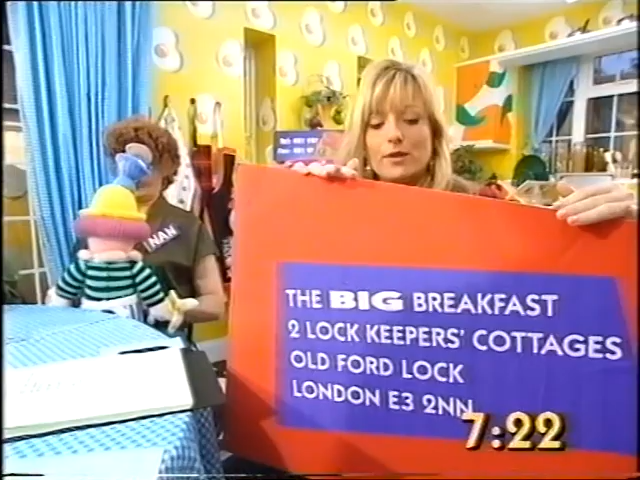 THE BIG BREAKFAST
2 LOCK KEEPERS' COTTAGES
OLD FORD LOCK
LONDON E3 2NN
7:22